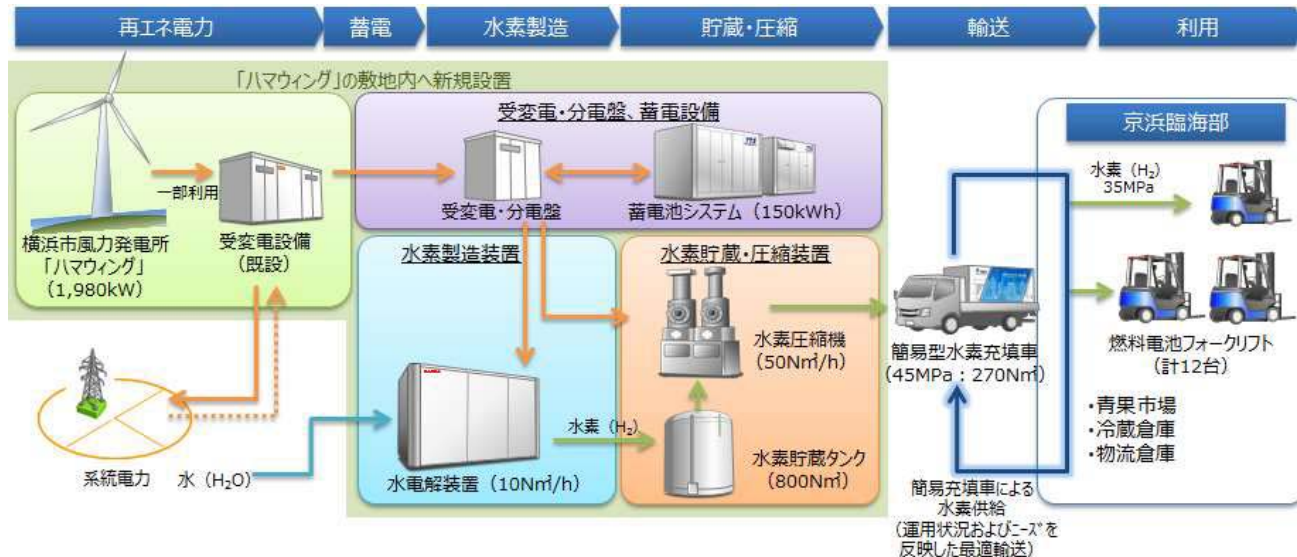 再エネ電力
蓄電
水素製造
貯蔵・圧縮
輸送
利用
「ハマウィング」の敷地内へ新規設置
一部利用
横浜市風力発電所
「ハマウィング」
(1,980kW)
受変電設備
(既設)
受変電・分電盤、蓄電設備
受変電・分電盤
蓄電池システム（150kWh）
水素製造装置
水電解装置（10Nm³/h）
水素（H₂）
水素貯蔵・圧縮装置
水素圧縮機
(50Nm³/h)
水素貯蔵タンク
(800Nm³)
系統電力
水（H₂O）
簡易型水素充填車
(45MPa：270Nm³)
簡易充填車による
水素供給
(運用状況およびニーズを
反映した最適輸送)
京浜臨海部
水素（H₂）
35MPa
燃料電池フォークリフト
(計12台)
・青果市場
・冷蔵倉庫
・物流倉庫